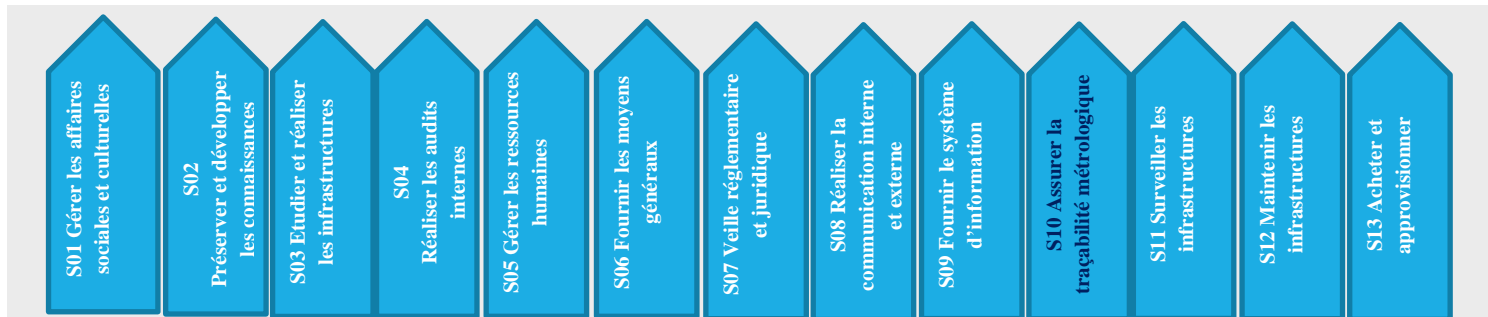 S01 Gérer les affaires
sociales et culturelles
S02
Préserver et développer
les connaissances
S03 Etudier et réaliser
les infrastructures
S04
Réaliser les audits
internes
S05 Gérer les ressources
humaines
S06 Fournir les moyens
généraux
S07 Veille réglementaire
et juridique
S08 Réaliser la
communication interne
et externe
S09 Fournir le système
d’information
S10 Assurer la
traçabilité métrologique
S11 Surveiller les
infrastructures
S12 Maintenir les
infrastructures
S13 Acheter et
approvisionner